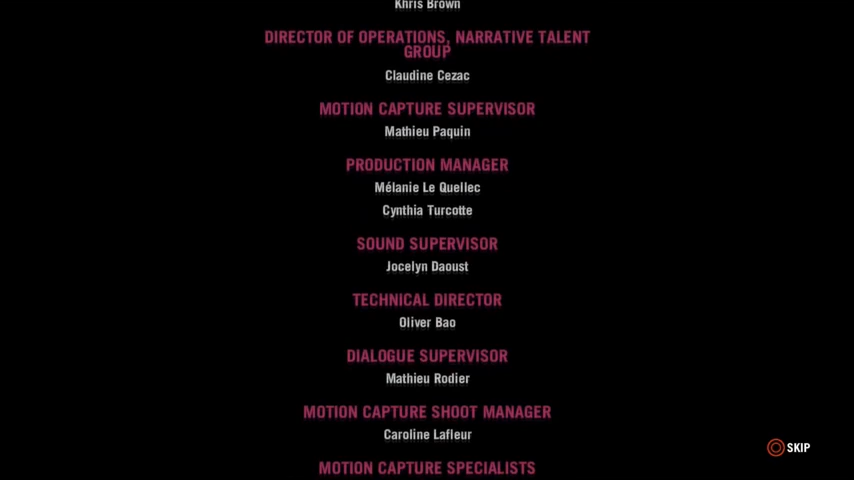 Khris Brown
DIRECTOR OF OPERATIONS, NARRATIVE TALENT
GROUP
Claudine Cezac
MOTION CAPTURE SUPERVISOR
Mathieu Paquin
PRODUCTION MANAGER
Mélanie Le Quellec
Cynthia Turcotte
SOUND SUPERVISOR
Jocelyn Daoust
TECHNICAL DIRECTOR
Oliver Bao
DIALOGUE SUPERVISOR
Mathieu Rodier
MOTION CAPTURE SHOOT MANAGER
Caroline Lafleur
SKIP
MOTION CAPTURE SPECIALISTS